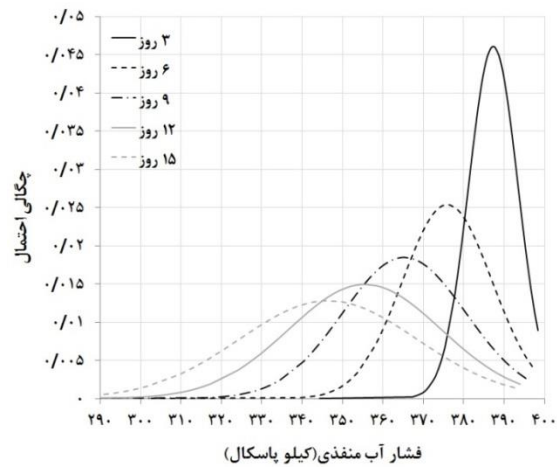 ۰/۰۵
۰/۰۴۵
۰/۰۴
۰/۰۳۵
۰/۰۳
۰/۰۲۵
۰/۰۲
۰/۰۱۵
۰/۰۱
۰/۰۰۵
۰
چگالی احتمال
۳ روز
۶ روز
۹ روز
۱۲ روز
۱۵ روز
۲۹۰ ۳۰۰ ۳۱۰ ۳۲۰ ۳۳۰ ۳۴۰ ۳۵۰ ۳۶۰ ۳۷۰ ۳۸۰ ۳۹۰ ۴۰۰
فشار آب منفذی(کیلو پاسکال)